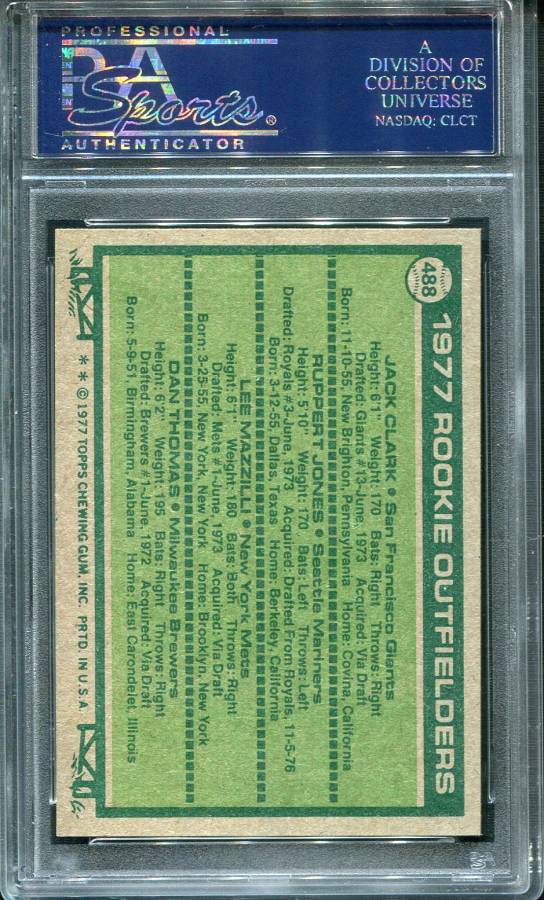 PROFESSIONAL
PSA
Sports®
AUTHENTICATOR
A
DIVISION OF
COLLECTORS
UNIVERSE
NASDAQ: CLCT
488
1977 ROOKIE OUTFIELDERS
JACK CLARK • San Francisco Giants
Height: 6'1" Weight: 170 Bats: Right Throws: Right
Drafted: Giants #13-June, 1973 Acquired: Via Draft
Born: 11-10-55, New Brighton, Pennsylvania Home: Covina, California
RUPPERT JONES • Seattle Mariners
Height: 5'10" Weight: 170 Bats: Left Throws: Left
Drafted: Royals #3-June, 1973 Acquired: Drafted From Royals, 11-5-76
Born: 3-12-55, Dallas, Texas Home: Berkeley, California
LEE MAZZILLI • New York Mets
Height: 6'1" Weight: 180 Bats: Both Throws: Right
Drafted: Mets #1-June, 1973 Acquired: Via Draft
Born: 3-25-55, New York, New York Home: Brooklyn, New York
DAN THOMAS • Milwaukee Brewers
Height: 6'2" Weight: 195 Bats: Right Throws: Right
Drafted: Brewers #1-June, 1972 Acquired: Via Draft
Born: 5-9-51, Birmingham, Alabama Home: East Carondelet, Illinois
* * © 1977 TOPPS CHEWING GUM, INC. PRTD. IN U.S.A.